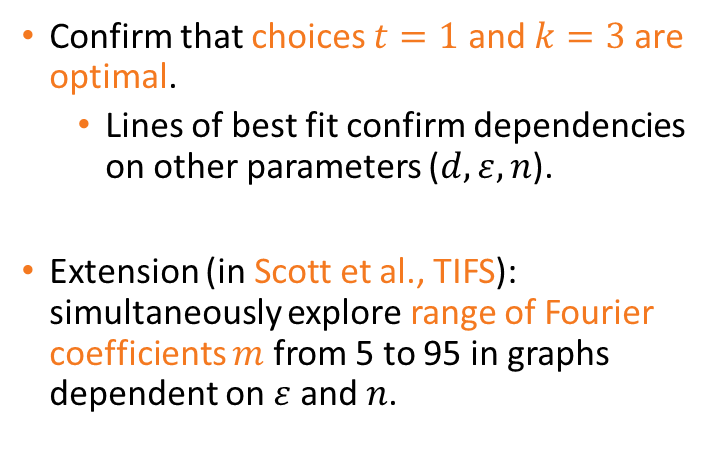 • Confirm that choices t = 1 and k = 3 are
optimal.
• Lines of best fit confirm dependencies
on other parameters (d, ε, n).
• Extension (in Scott et al., TIFS):
simultaneously explore range of Fourier
coefficients m from 5 to 95 in graphs
dependent on ε and n.